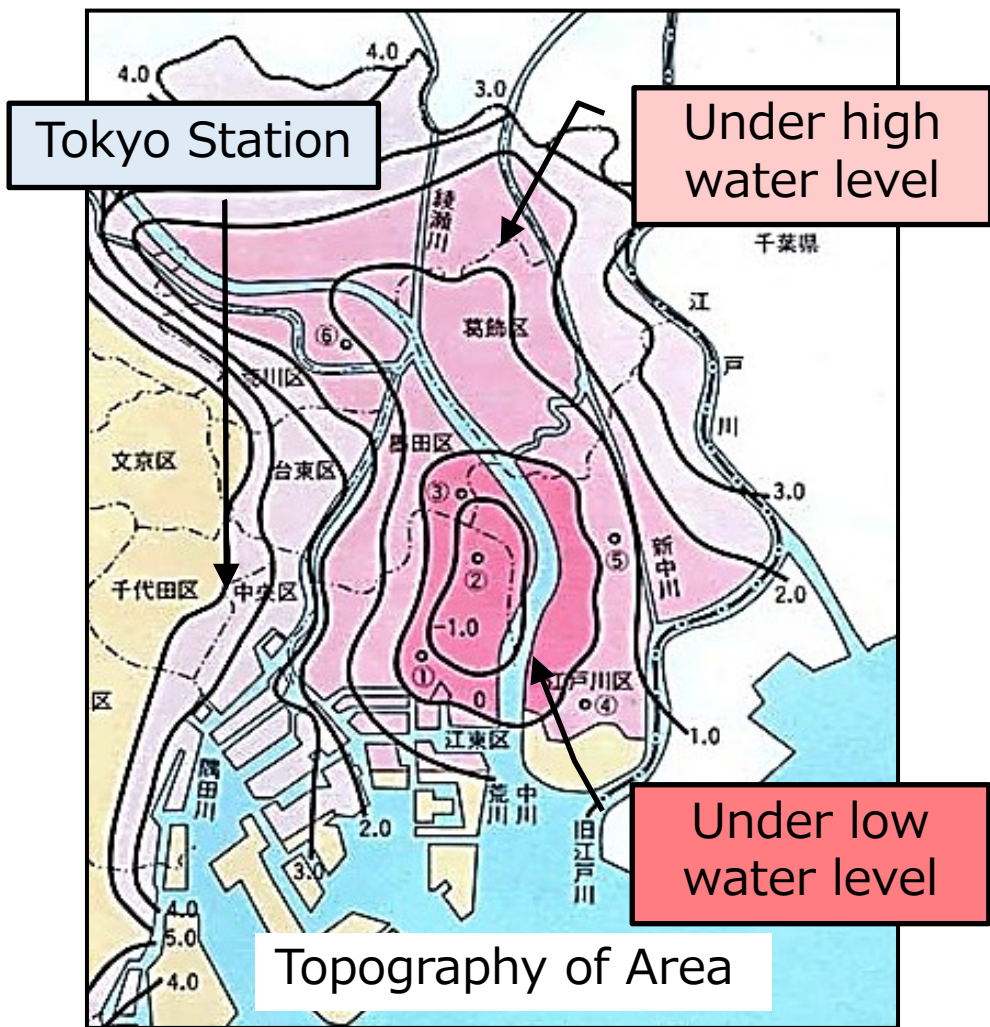 4.0
4.0
3.0
Tokyo Station
Under high
water level
綾瀬川
千葉県
江戸川
葛飾区
⑥
荒川区
墨田区
文京区
台東区
③
3.0
②
⑤
新中川
千代田区
中央区
2.0
-1.0
①
江戸川区
④
区
0
1.0
江東区
隅田川
荒川
中川
旧江戸川
2.0
3.0
Under low
water level
4.0
5.0
4.0
Topography of Area